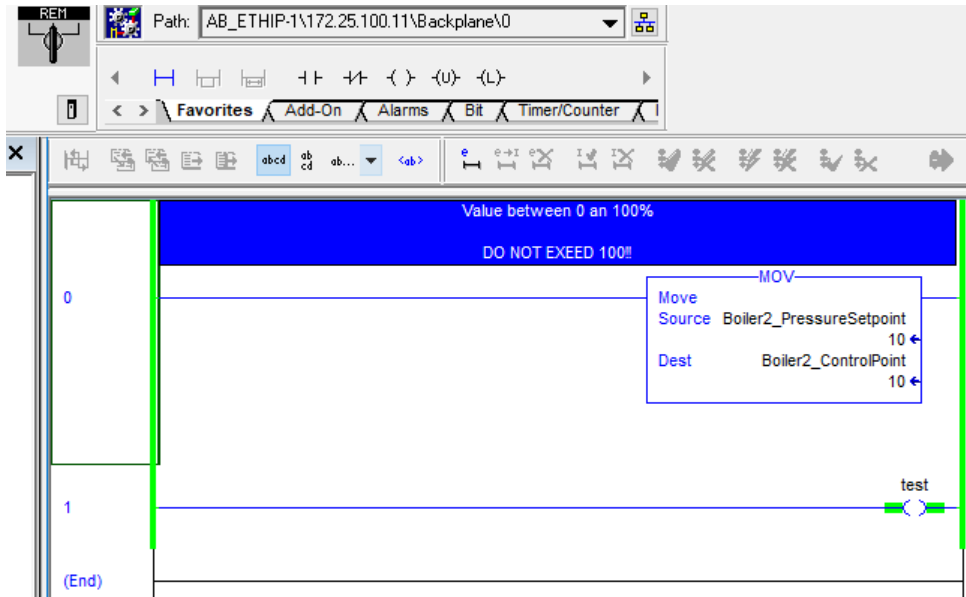 REM
Path: AB_ETHIP-1\172.25.100.11\Backplane\0
-(U)- -(L)-
Favorites Add-On Alarms Bit Timer/Counter
abcd ab cd ab... <ab>
e e I e I I
Value between 0 an 100%
DO NOT EXEED 100!!
MOV
0
Move
Source Boiler2_PressureSetpoint
10
Dest Boiler2_ControlPoint
10
test
1
(End)